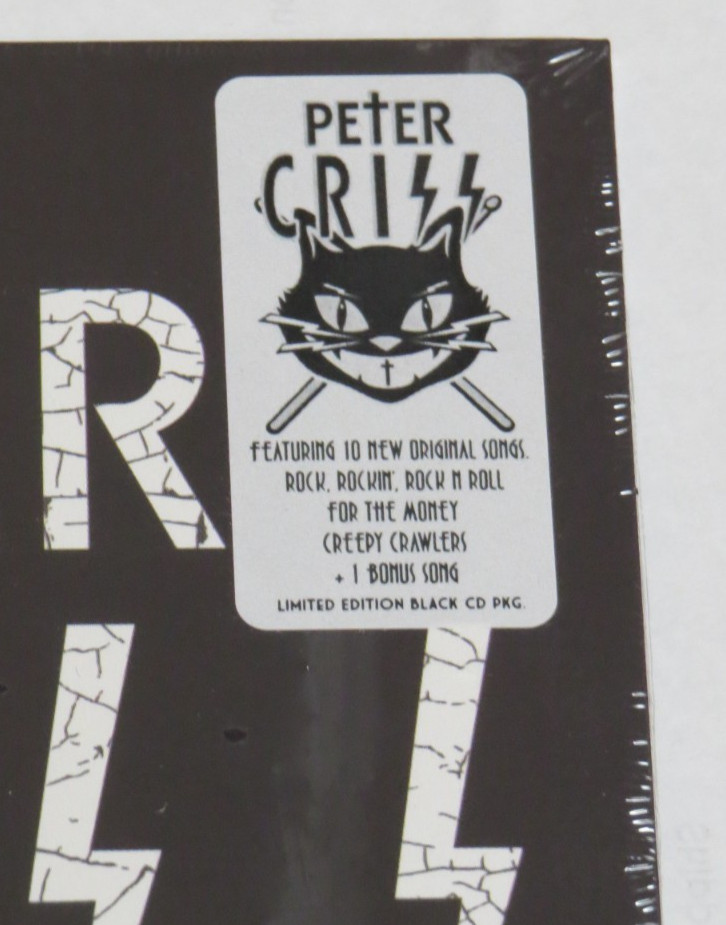 PETER
CRISS
FEATURING 10 NEW ORIGINAL SONGS.
ROCK, ROCKIN', ROCK N ROLL
FOR THE MONEY
CREEPY CRAWLERS
+ 1 BONUS SONG
LIMITED EDITION BLACK CD PKG.
R
SS